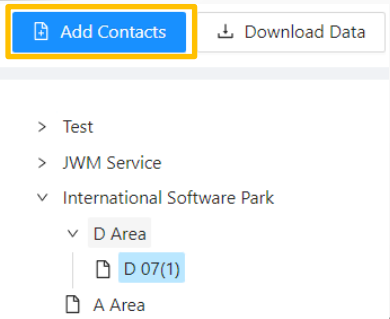 Add Contacts Download Data
Test
JWM Service
International Software Park
D Area
D 07(1)
A Area